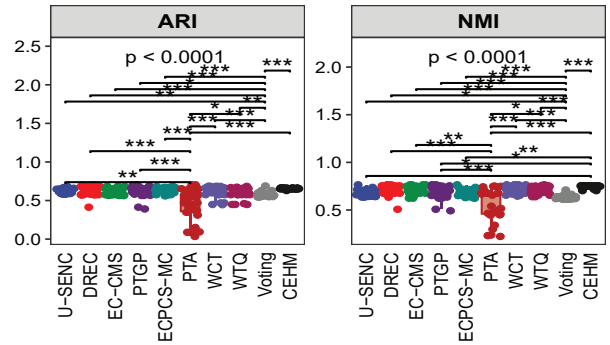 ARI
NMI
p < 0.0001
p < 0.0001
2.5
2.0
1.5
1.0
0.5
0.0
2.0
1.5
1.0
0.5
U-SENC
DREC
EC-CMS
PTGP
ECPCS-MC
PTA
WCT
WTQ
Voting
CEHM
U-SENC
DREC
EC-CMS
PTGP
ECPCS-MC
PTA
WCT
WTQ
Voting
CEHM